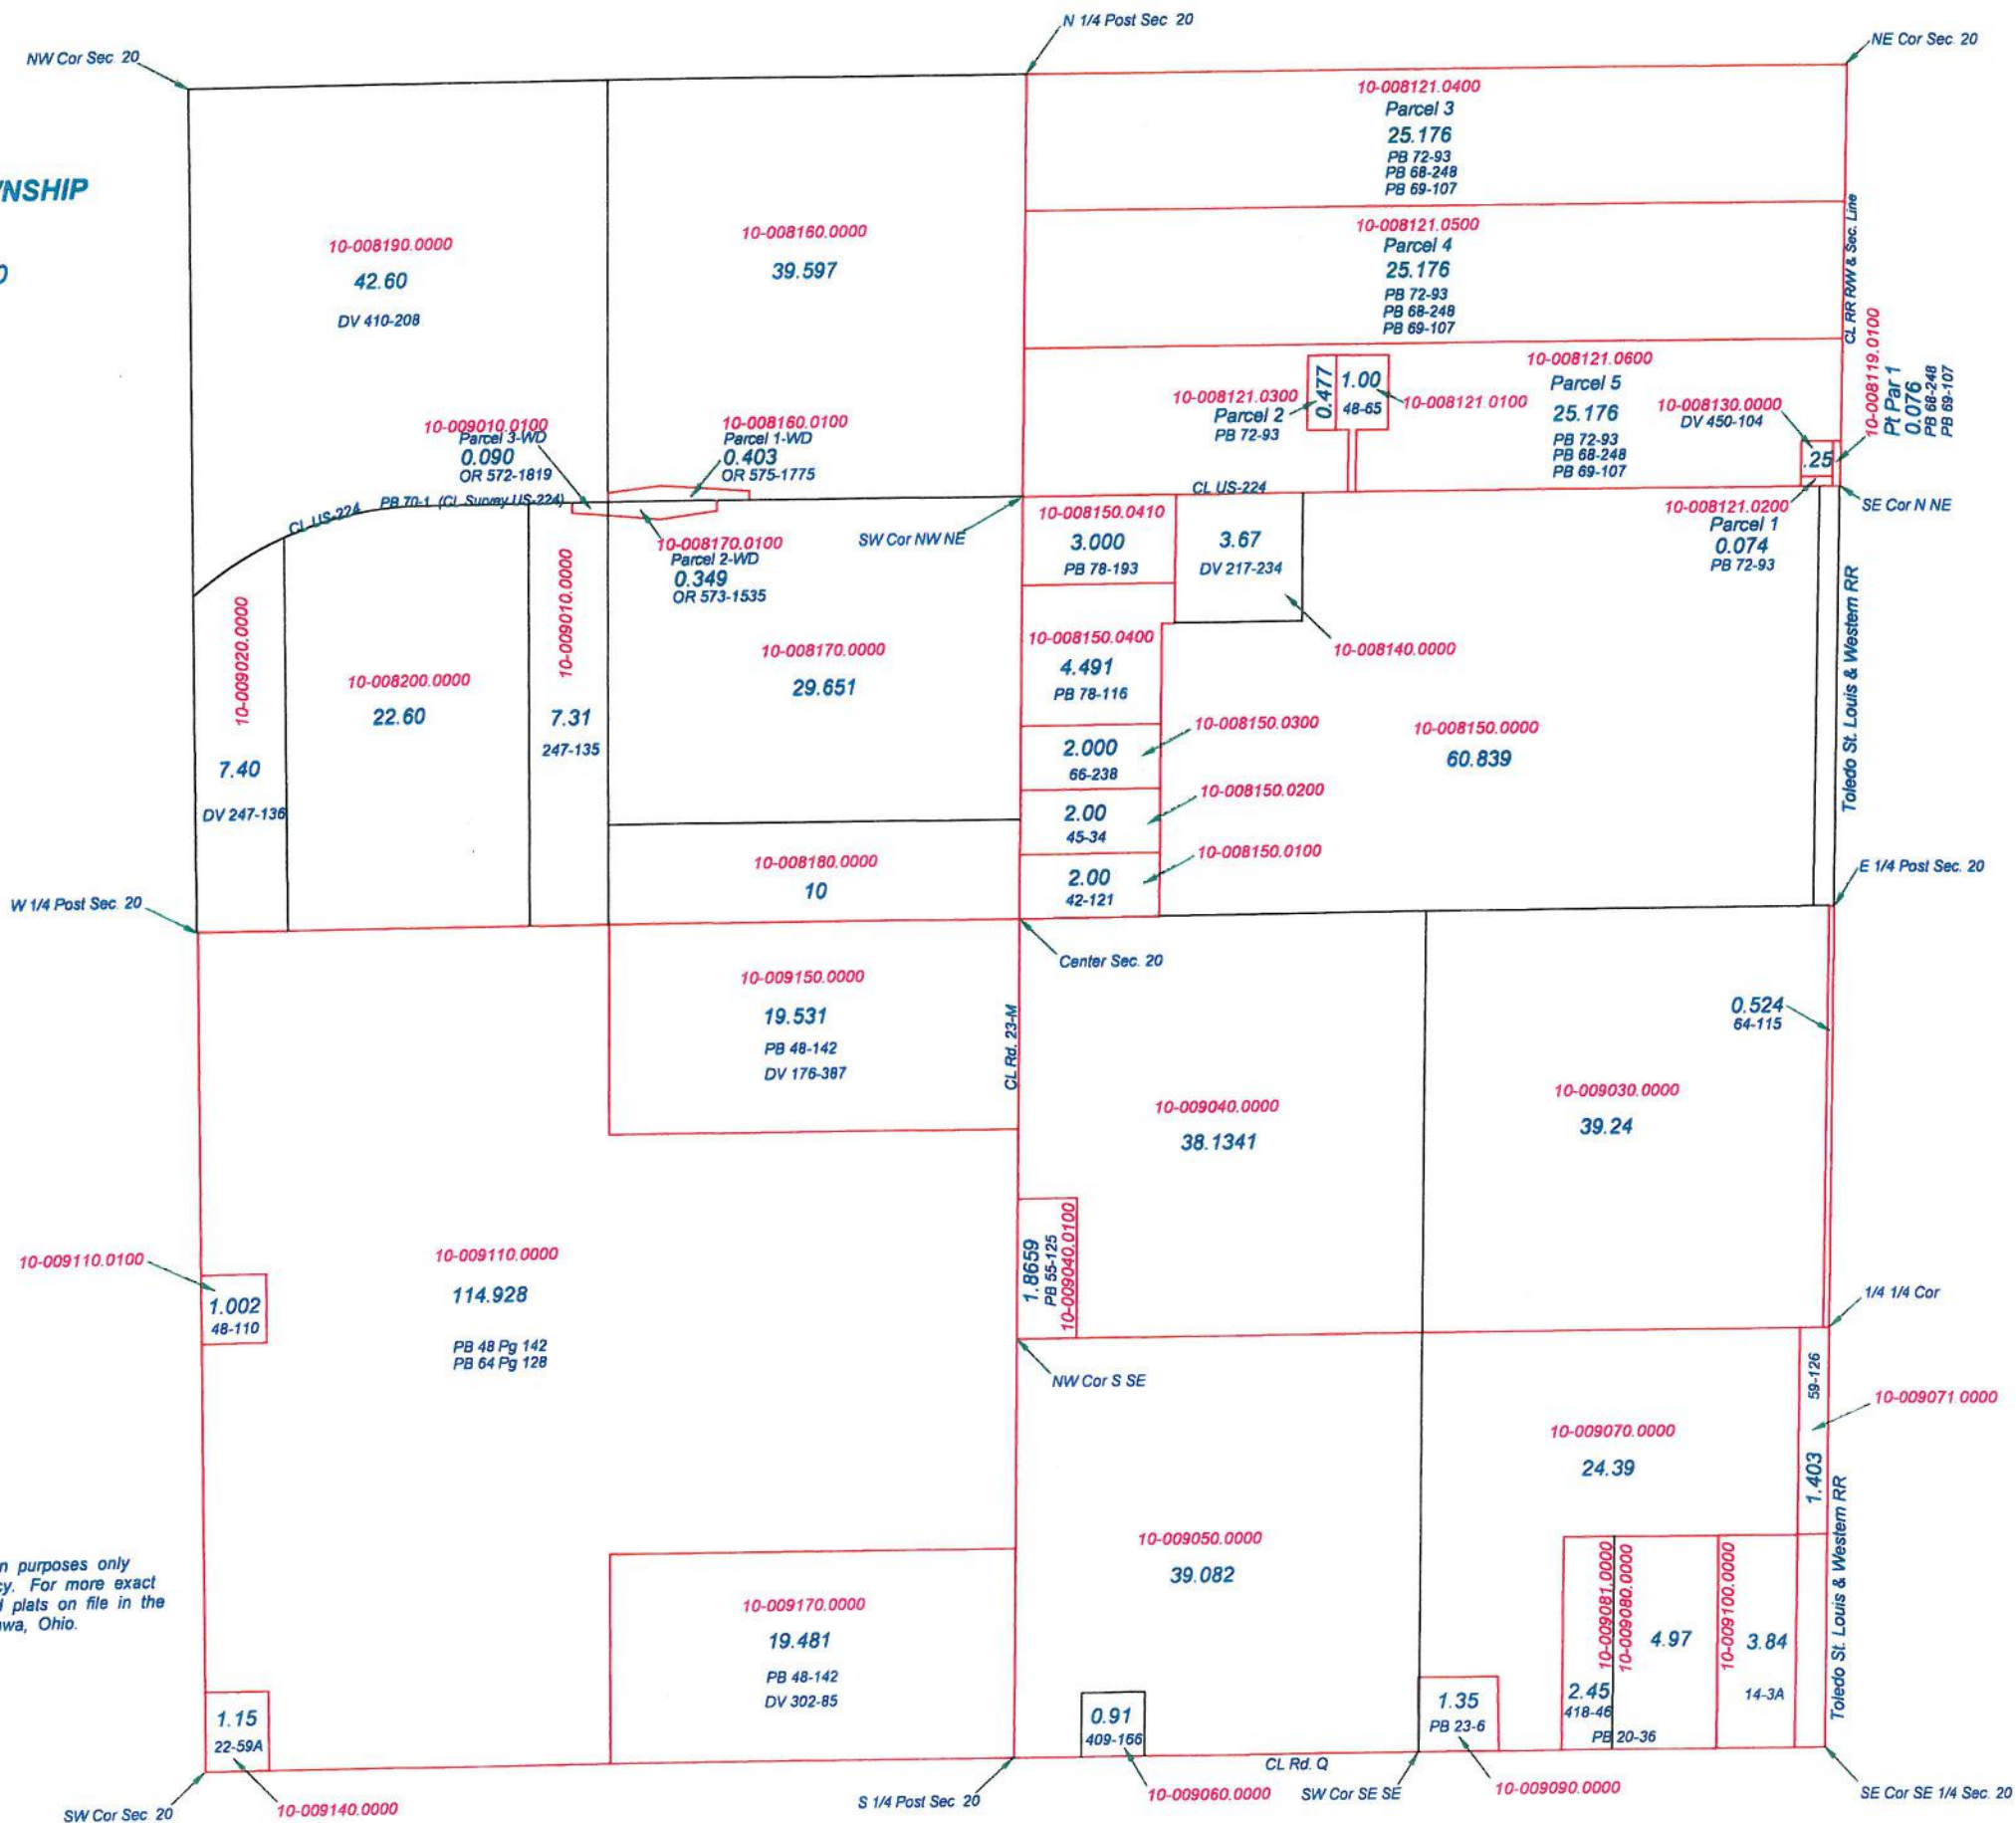 N 1/4 Post Sec 20
NE Cor Sec. 20
NW Cor Sec 20
10-008121.0400
Parcel 3
25.176
PB 72-93
PB 68-248
PB 69-107
10-008190.0000
42.60
DV 410-208
10-008160.0000
39.597
10-008121.0500
Parcel 4
25.176
PB 72-93
PB 68-248
PB 69-107
CL RR R/W & Sec. Line
10-008119.0100
Pt Par 1
0.076
PB 68-248
PB 69-107
10-008121.0300
Parcel 2
PB 72-93
0.477
1.00
48-65
10-008121.0100
10-008121.0600
Parcel 5
25.176
PB 72-93
PB 68-248
PB 69-107
10-008130.0000
DV 450-104
.25
10-009010.0100
Parcel 3-WD
0.090
OR 572-1819
10-008160.0100
Parcel 1-WD
0.403
OR 575-1775
CL US-224
PB 70-1 (CL Survey US-224)
CL US-224
10-008170.0100
Parcel 2-WD
0.349
OR 573-1535
SW Cor NW NE
10-008150.0410
3.000
PB 78-193
3.67
DV 217-234
10-008140.0000
10-008121.0200
Parcel 1
0.074
PB 72-93
SE Cor N NE
Toledo St. Louis & Western RR
10-009020.0000
7.40
DV 247-136
10-008200.0000
22.60
10-009010.0000
7.31
247-135
10-008170.0000
29.651
10-008150.0400
4.491
PB 78-116
10-008150.0300
2.000
66-238
10-008150.0200
2.00
45-34
10-008150.0100
2.00
42-121
10-008150.0000
60.839
10-008180.0000
10
W 1/4 Post Sec. 20
E 1/4 Post Sec. 20
Center Sec. 20
10-009150.0000
19.531
PB 48-142
DV 176-387
CL Rd. 23-M
0.524
64-115
10-009040.0000
38.1341
10-009030.0000
39.24
1.8659
PB 55-125
10-009040.0100
10-009110.0100
1.002
48-110
10-009110.0000
114.928
PB 48 Pg 142
PB 64 Pg 128
1/4 1/4 Cor
NW Cor S SE
59-126
1.403
10-009071.0000
10-009070.0000
24.39
Toledo St. Louis & Western RR
10-009050.0000
39.082
n purposes only
cy. For more exact
plats on file in the
wa, Ohio.
10-009170.0000
19.481
PB 48-142
DV 302-85
10-009081.0000
10-009080.0000
10-009100.0000
2.45
418-46
4.97
PB 20-36
3.84
14-3A
1.15
22-59A
0.91
409-166
1.35
PB 23-6
CL Rd. Q
SW Cor Sec. 20
10-009140.0000
S 1/4 Post Sec 20
10-009060.0000
SW Cor SE SE
10-009090.0000
SE Cor SE 1/4 Sec. 20